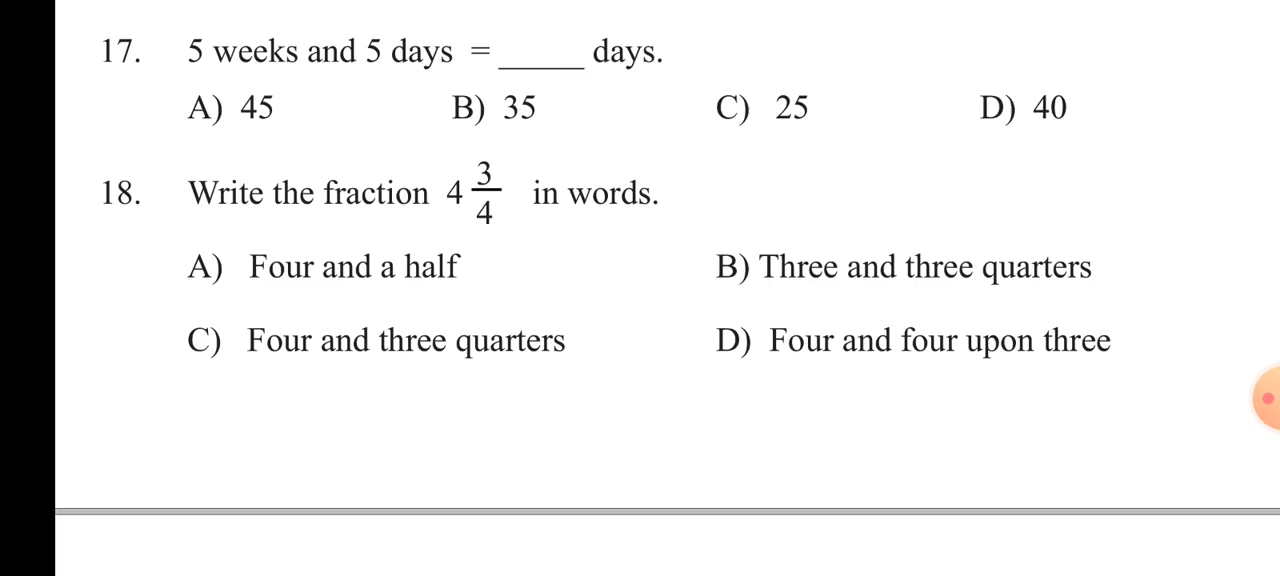 17. 5 weeks and 5 days = _____ days.
A) 45 B) 35 C) 25 D) 40
18. Write the fraction 4 3/4 in words.
A) Four and a half B) Three and three quarters
C) Four and three quarters D) Four and four upon three